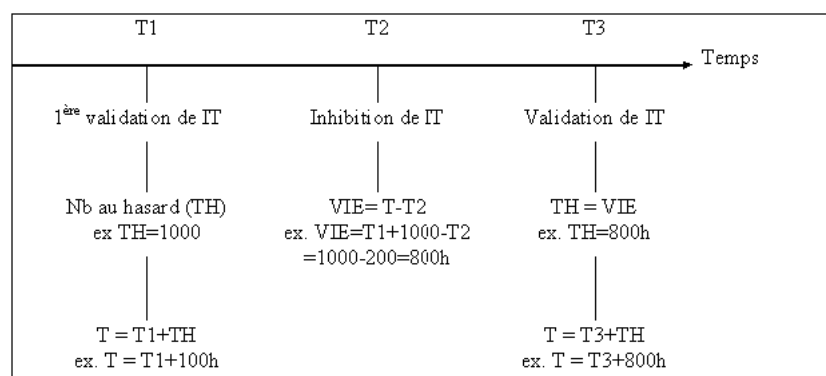 T1 T2 T3
Temps
1ère validation de IT Inhibition de IT Validation de IT
Nb au hasard (TH) VIE= T-T2 TH = VIE
ex TH=1000 ex. VIE=T1+1000-T2 ex. TH=800h
=1000-200=800h
T = T1+TH T = T3+TH
ex. T = T1+100h ex. T = T3+800h